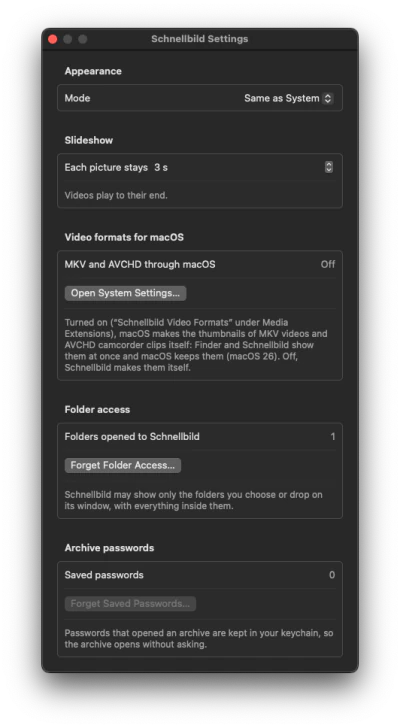 Schnellbild Settings
Appearance
Mode Same as System
Slideshow
Each picture stays 3 s
Videos play to their end.
Video formats for macOS
MKV and AVCHD through macOS Off
Open System Settings...
Turned on (“Schnellbild Video Formats” under Media
Extensions), macOS makes the thumbnails of MKV videos and
AVCHD camcorder clips itself: Finder and Schnellbild show
them at once and macOS keeps them (macOS 26). Off,
Schnellbild makes them itself.
Folder access
Folders opened to Schnellbild 1
Forget Folder Access...
Schnellbild may show only the folders you choose or drop on
its window, with everything inside them.
Archive passwords
Saved passwords 0
Forget Saved Passwords...
Passwords that opened an archive are kept in your keychain, so
the archive opens without asking.